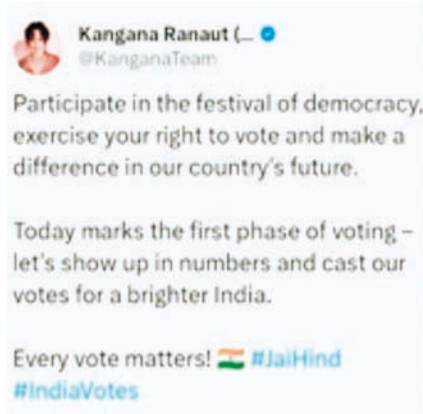 Kangana Ranaut (...
@KanganaTeam
Participate in the festival of democracy,
exercise your right to vote and make a
difference in our country's future.
Today marks the first phase of voting –
let's show up in numbers and cast our
votes for a brighter India.
Every vote matters! 🇮🇳 #JaiHind
#IndiaVotes